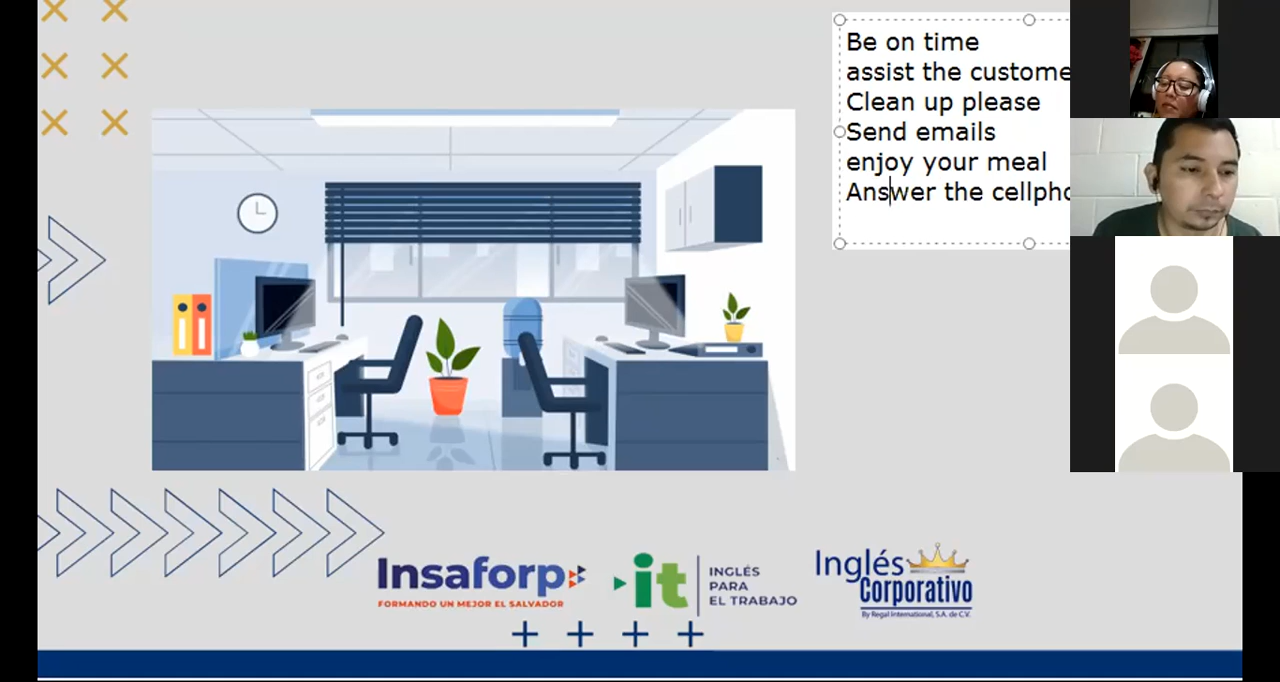 Be on time
assist the custome
Clean up please
Send emails
enjoy your meal
Answer the cellpho
Insaforp
FORMANDO UN MEJOR EL SALVADOR
it
INGLÉS
PARA
EL TRABAJO
Inglés
Corporativo
By Regal International, S.A. de C.V.